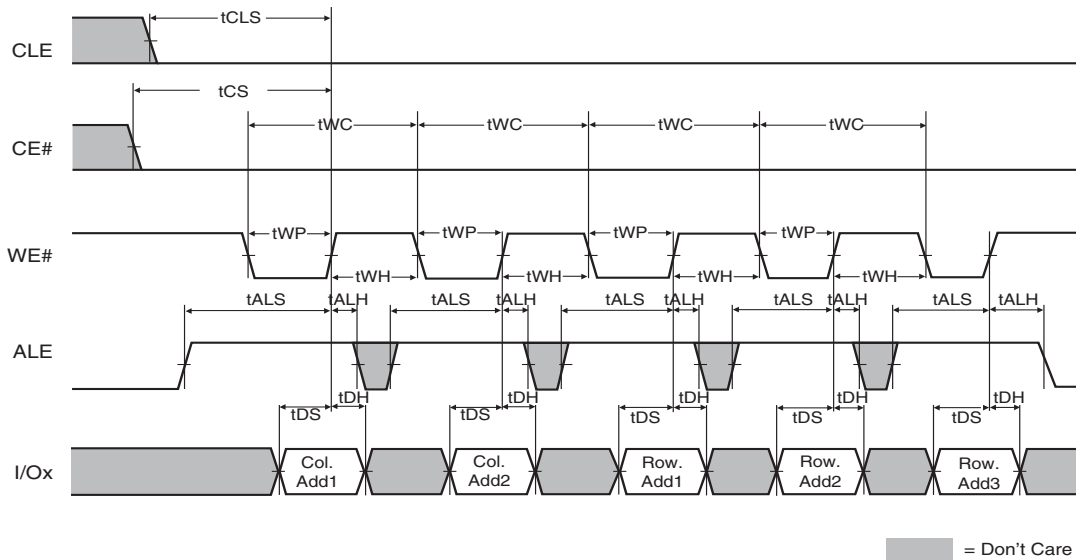 tCLS
CLE
tCS
tWC tWC tWC tWC
CE#
tWP tWP tWP tWP
WE#
tWH tWH tWH tWH
tALS tALH tALS tALH tALS tALH tALS tALH tALS tALH
ALE
tDH tDH tDH tDH tDH
tDS tDS tDS tDS tDS
I/Ox
Col. Add1
Col. Add2
Row. Add1
Row. Add2
Row. Add3
= Don't Care